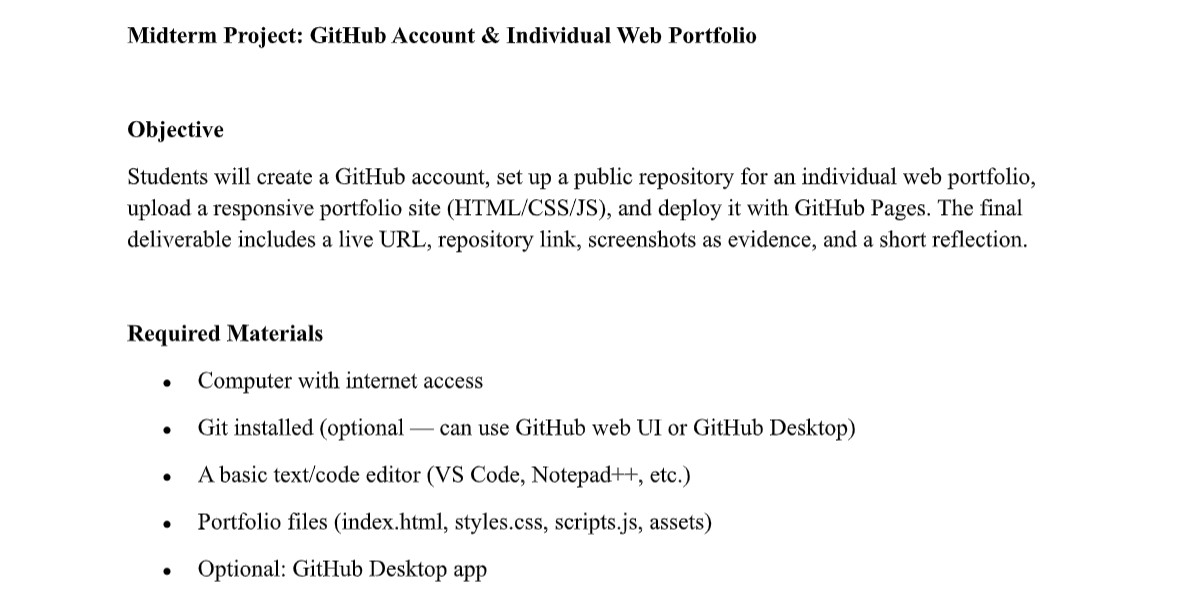 Midterm Project: GitHub Account & Individual Web Portfolio
Objective
Students will create a GitHub account, set up a public repository for an individual web portfolio,
upload a responsive portfolio site (HTML/CSS/JS), and deploy it with GitHub Pages. The final
deliverable includes a live URL, repository link, screenshots as evidence, and a short reflection.
Required Materials
• Computer with internet access
• Git installed (optional — can use GitHub web UI or GitHub Desktop)
• A basic text/code editor (VS Code, Notepad++, etc.)
• Portfolio files (index.html, styles.css, scripts.js, assets)
• Optional: GitHub Desktop app